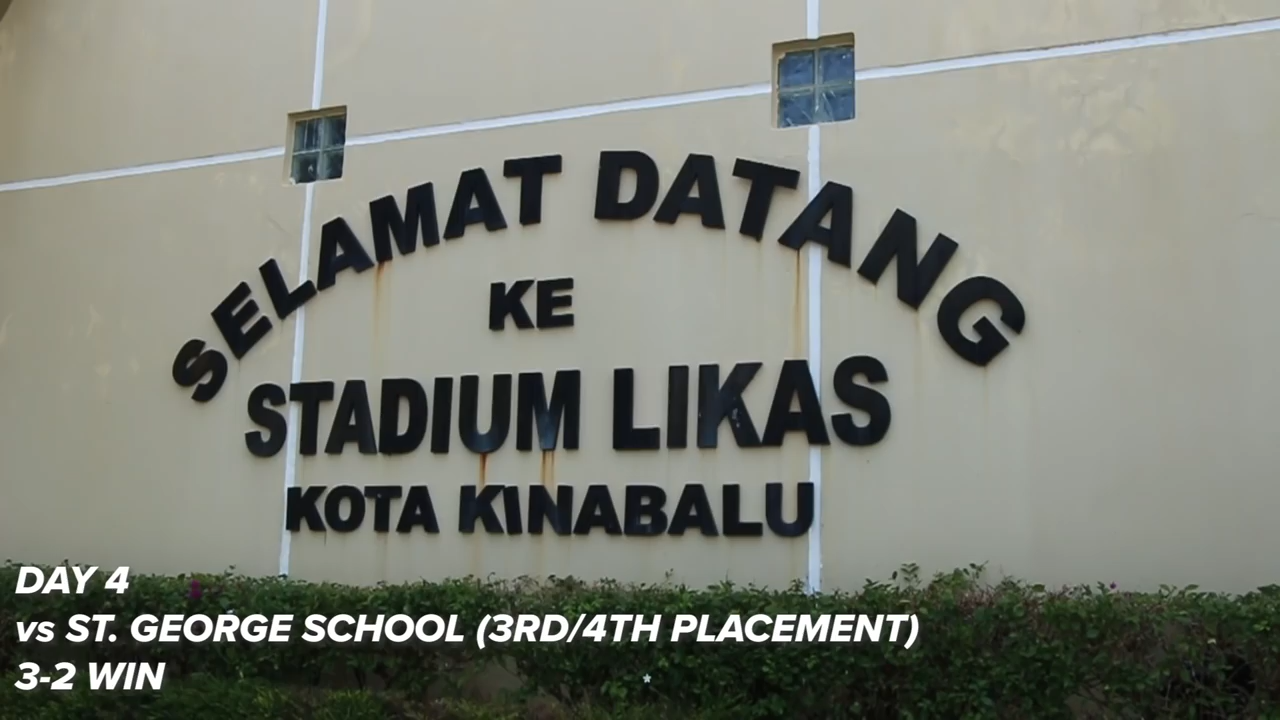 SELAMAT DATANG
KE
STADIUM LIKAS
KOTA KINABALU
DAY 4
vs ST. GEORGE SCHOOL (3RD/4TH PLACEMENT)
3-2 WIN